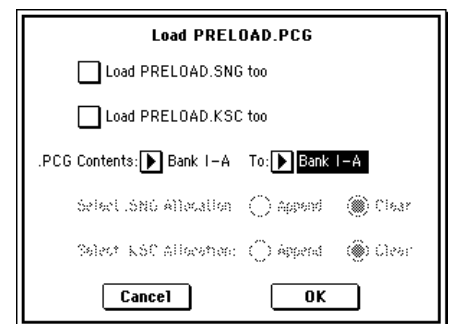 Load PRELOAD.PCG
Load PRELOAD.SNG too
Load PRELOAD.KSC too
.PCG Contents: Bank I-A To: Bank I-A
Select .SNG Allocation Append Clear
Select .KSC Allocation: Append Clear
Cancel OK